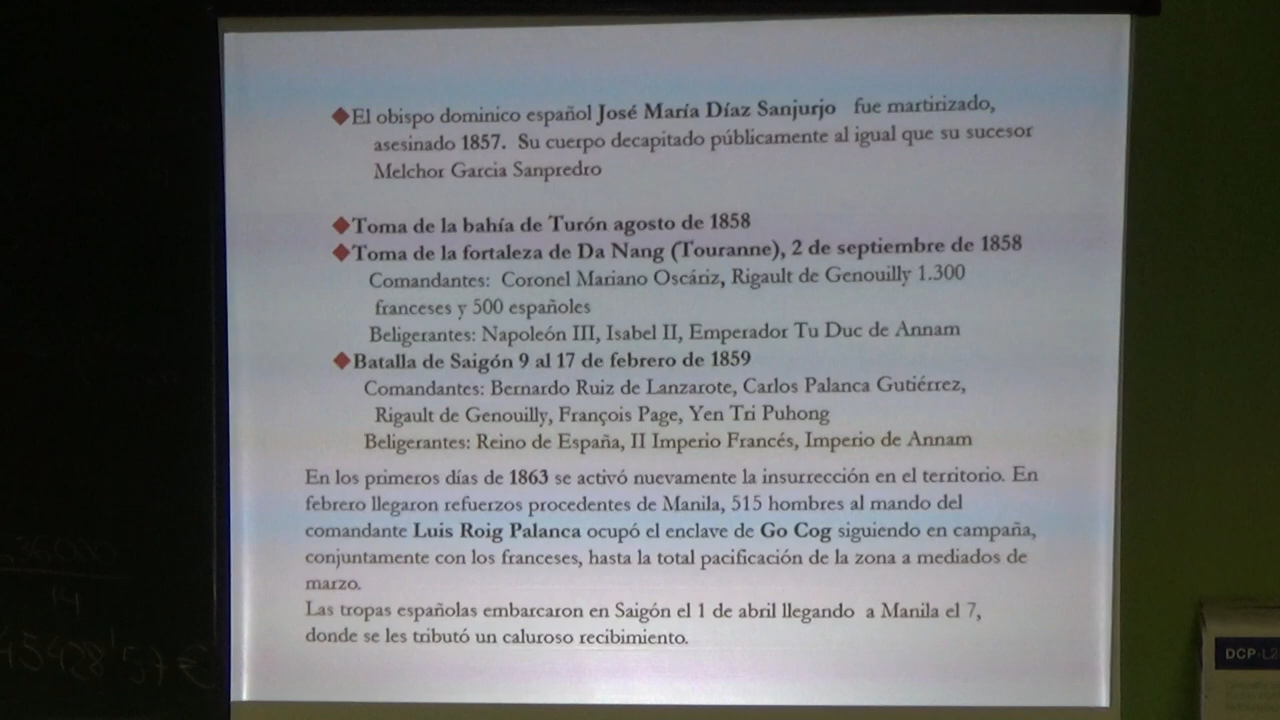 ◆El obispo dominico español José María Díaz Sanjurjo fue martirizado,
asesinado 1857. Su cuerpo decapitado públicamente al igual que su sucesor
Melchor Garcia Sanpedro
◆Toma de la bahía de Turón agosto de 1858
◆Toma de la fortaleza de Da Nang (Touranne), 2 de septiembre de 1858
Comandantes: Coronel Mariano Oscáriz, Rigault de Genouilly 1.300
franceses y 500 españoles
Beligerantes: Napoleón III, Isabel II, Emperador Tu Duc de Annam
◆Batalla de Saigón 9 al 17 de febrero de 1859
Comandantes: Bernardo Ruiz de Lanzarote, Carlos Palanca Gutiérrez,
Rigault de Genouilly, François Page, Yen Tri Puhong
Beligerantes: Reino de España, II Imperio Francés, Imperio de Annam
En los primeros días de 1863 se activó nuevamente la insurrección en el territorio. En
febrero llegaron refuerzos procedentes de Manila, 515 hombres al mando del
comandante Luis Roig Palanca ocupó el enclave de Go Cog siguiendo en campaña,
conjuntamente con los franceses, hasta la total pacificación de la zona a mediados de
marzo.
Las tropas españolas embarcaron en Saigón el 1 de abril llegando a Manila el 7,
donde se les tributó un caluroso recibimiento.
14
DCP-L2